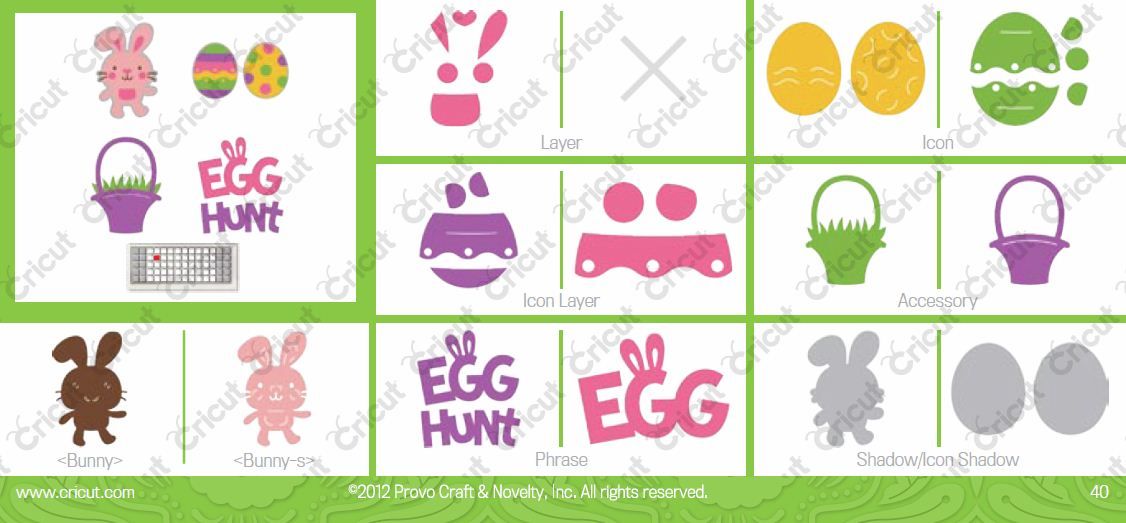 EGG
HUNT
Layer
Icon
Icon Layer
Accessory
EGG
HUNT
EGG
<Bunny>
<Bunny-s>
Phrase
Shadow/Icon Shadow
www.cricut.com
©2012 Provo Craft & Novelty, Inc. All rights reserved.
40
Cricut